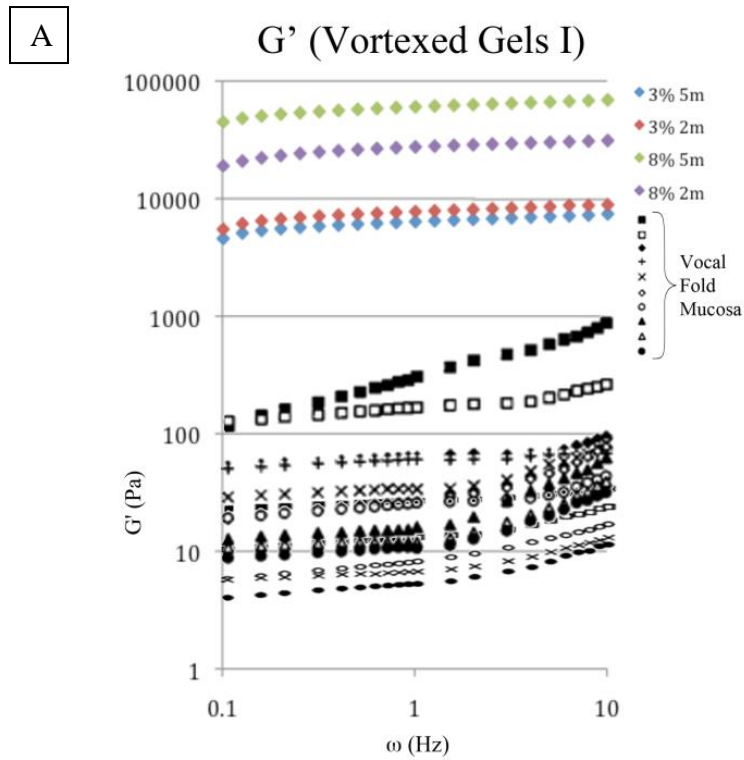 A
G’ (Vortexed Gels I)
100000
10000
1000
100
10
1
G' (Pa)
0.1
1
10
ω (Hz)
3% 5m
3% 2m
8% 5m
8% 2m
Vocal
Fold
Mucosa